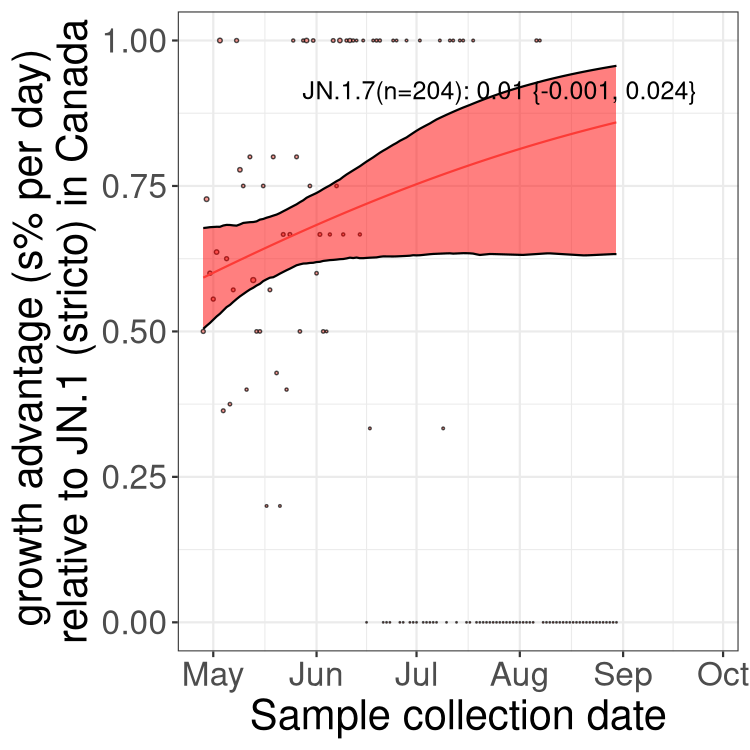 growth advantage (s% per day)
relative to JN.1 (stricto) in Canada
1.00
0.75
0.50
0.25
0.00
JN.1.7(n=204): 0.01 {-0.001, 0.024}
May Jun Jul Aug Sep Oct
Sample collection date